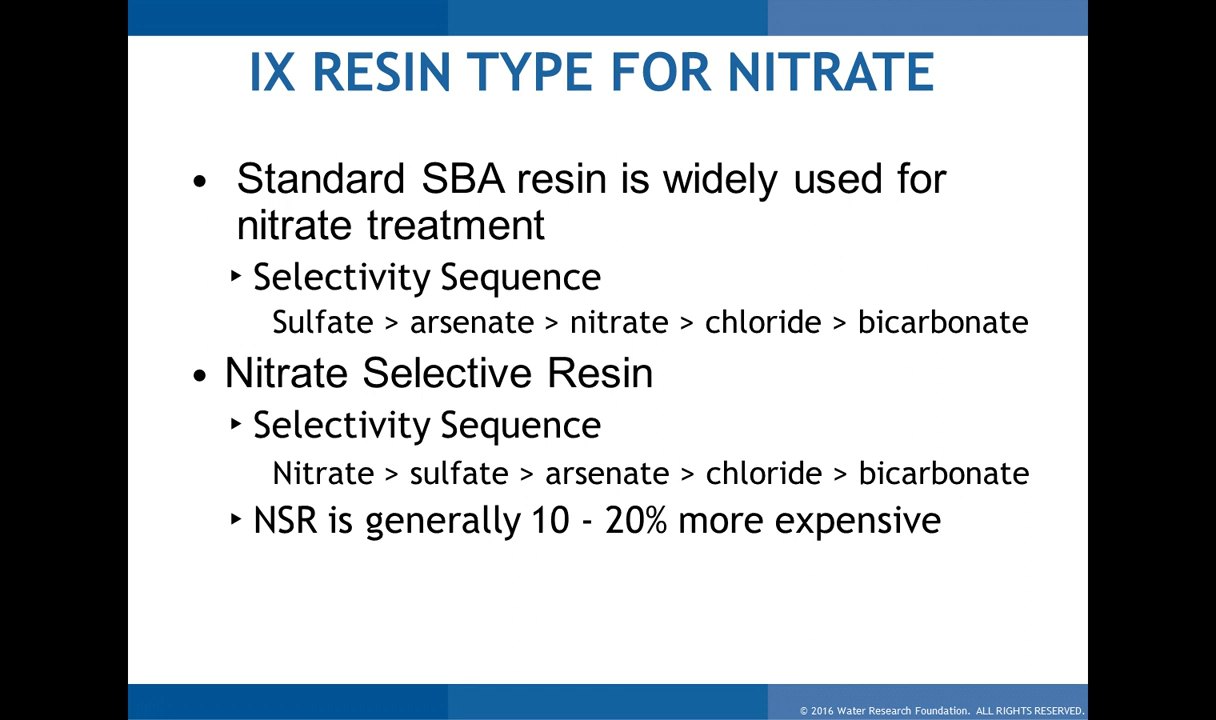 IX RESIN TYPE FOR NITRATE
• Standard SBA resin is widely used for
nitrate treatment
‣ Selectivity Sequence
Sulfate > arsenate > nitrate > chloride > bicarbonate
• Nitrate Selective Resin
‣ Selectivity Sequence
Nitrate > sulfate > arsenate > chloride > bicarbonate
‣ NSR is generally 10 - 20% more expensive
© 2016 Water Research Foundation. ALL RIGHTS RESERVED.